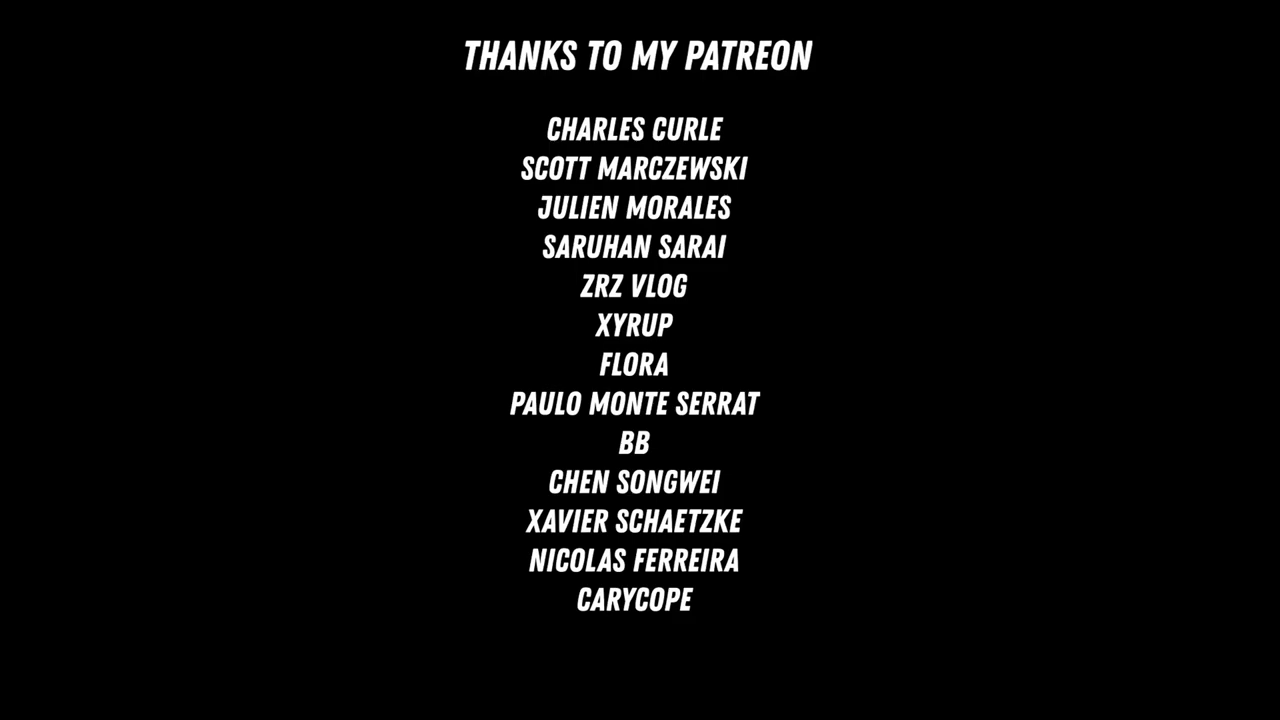 THANKS TO MY PATREON
CHARLES CURLE
SCOTT MARCZEWSKI
JULIEN MORALES
SARUHAN SARAI
ZRZ VLOG
XYRUP
FLORA
PAULO MONTE SERRAT
BB
CHEN SONGWEI
XAVIER SCHAETZKE
NICOLAS FERREIRA
CARYCOPE